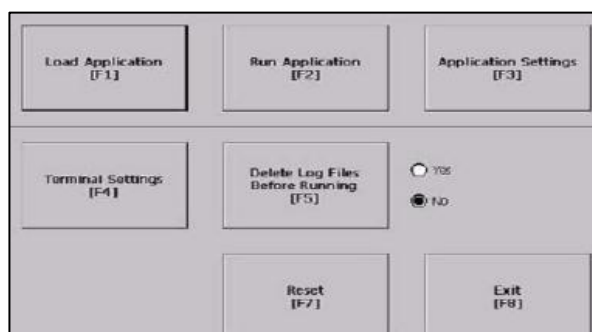 Load Application
[F1]
Run Application
[F2]
Application Settings
[F3]
Terminal Settings
[F4]
Delete Log Files
Before Running
[F5]
Yes
No
Reset
[F7]
Exit
[F8]